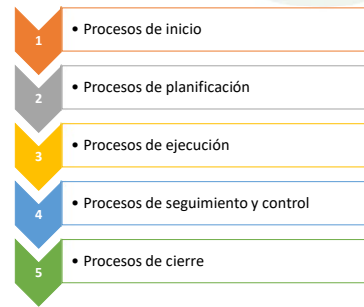 1
• Procesos de inicio
2
• Procesos de planificación
3
• Procesos de ejecución
4
• Procesos de seguimiento y control
5
• Procesos de cierre